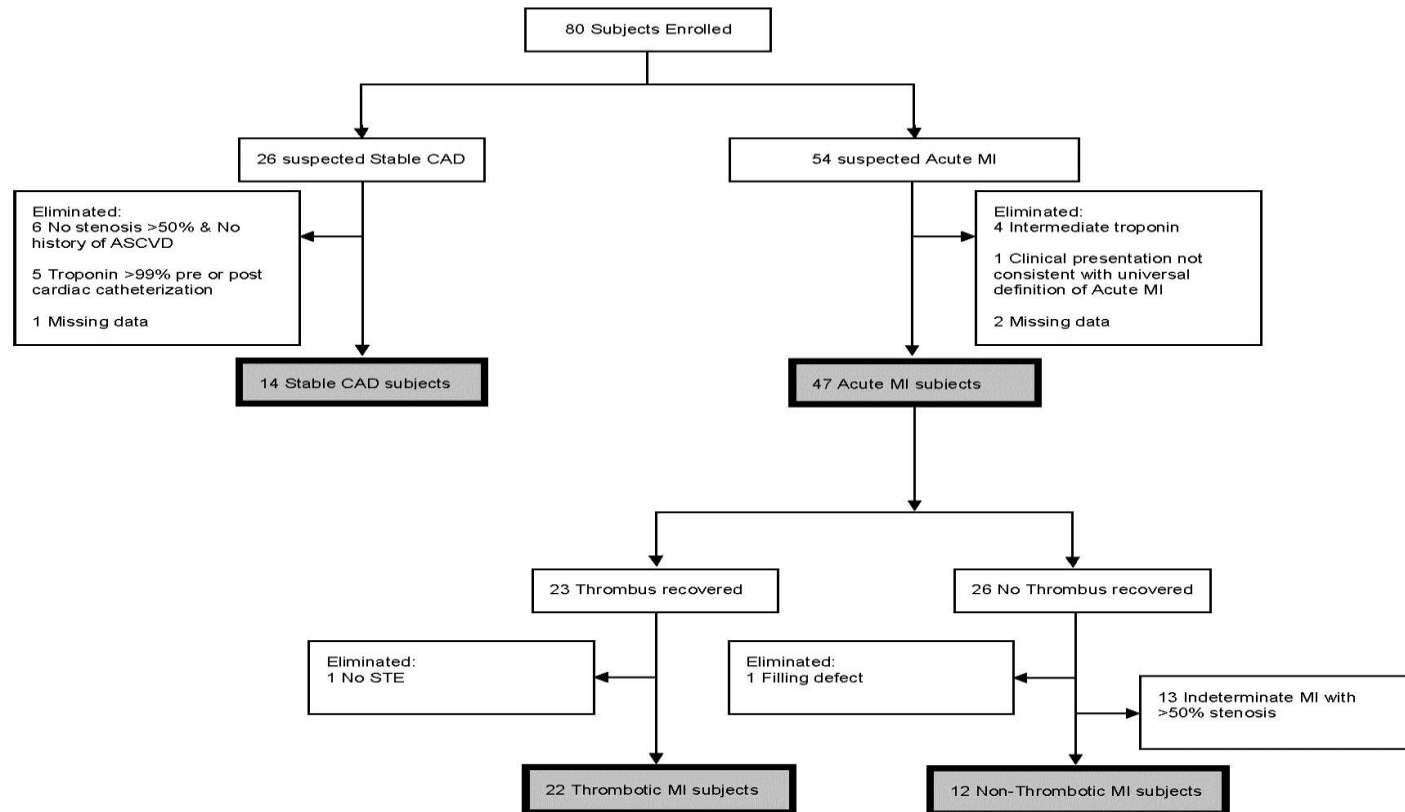 80 Subjects Enrolled
26 suspected Stable CAD
54 suspected Acute MI
Eliminated:
6 No stenosis >50% & No
history of ASCVD
5 Troponin >99% pre or post
cardiac catheterization
1 Missing data
Eliminated:
4 Intermediate troponin
1 Clinical presentation not
consistent with universal
definition of Acute MI
2 Missing data
14 Stable CAD subjects
47 Acute MI subjects
23 Thrombus recovered
26 No Thrombus recovered
Eliminated:
1 No STE
Eliminated:
1 Filling defect
13 Indeterminate MI with
>50% stenosis
22 Thrombotic MI subjects
12 Non-Thrombotic MI subjects